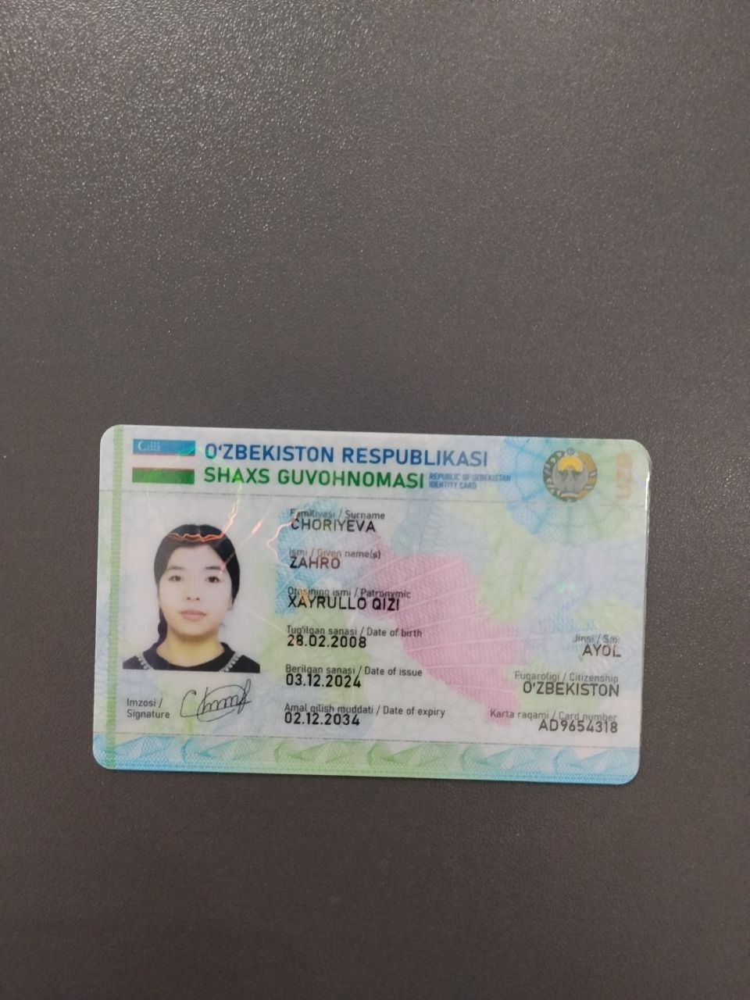 O‘ZBEKISTON RESPUBLIKASI
SHAXS GUVOHNOMASI
REPUBLIC OF UZBEKISTAN
IDENTITY CARD
Familiyasi / Surname
CHORIYEVA
Ismi / Given name(s)
ZAHRO
Otasining ismi / Patronymic
XAYRULLO QIZI
Tug‘ilgan sanasi / Date of birth
28.02.2008
Jinsi /
AYOL
Berilgan sanasi / Date of issue
03.12.2024
Fuqaroligi / Citizenship
O‘ZBEKISTON
Imzosi /
Signature
Amal qilish muddati / Date of expiry
02.12.2034
Karta raqami / Card number
AD9654318